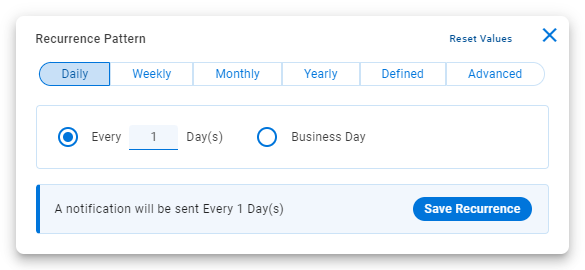 Recurrence Pattern Reset Values
Daily Weekly Monthly Yearly Defined Advanced
Every 1 Day(s) Business Day
A notification will be sent Every 1 Day(s) Save Recurrence